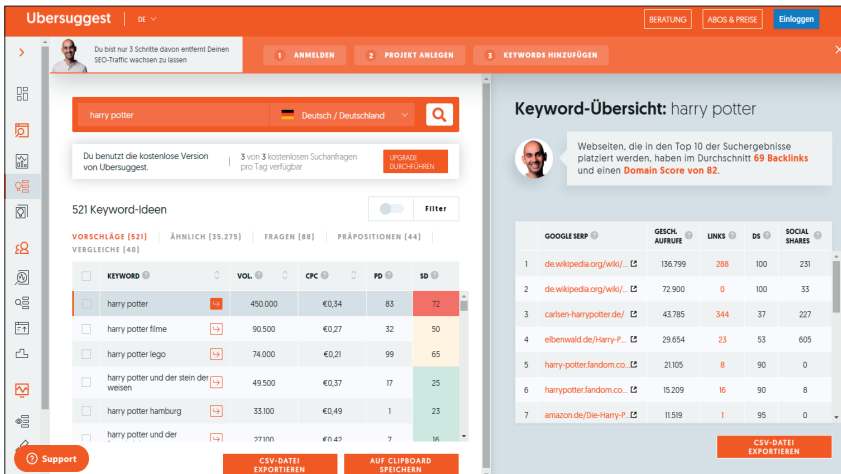 Ubersuggest
DE
BERATUNG
ABOS & PREISE
Einloggen
Du bist nur 3 Schritte davon entfernt Deinen
SEO-Traffic wachsen zu lassen
1 ANMELDEN
2 PROJEKT ANLEGEN
3 KEYWORDS HINZUFÜGEN
harry potter
Deutsch / Deutschland
Du benutzt die kostenlose Version
von Ubersuggest.
3 von 3 kostenlosen Suchanfragen
pro Tag verfügbar
UPGRADE
DURCHFÜHREN
521 Keyword-Ideen
Filter
VORSCHLÄGE (521) ÄHNLICH (35.275) FRAGEN (88) PRÄPOSITIONEN (44)
VERGLEICHE (40)
KEYWORD VOL. CPC PD SD
harry potter 450.000 €0,34 83 72
harry potter filme 90.500 €0,27 32 50
harry potter lego 74.000 €0,21 99 65
harry potter und der stein der
weisen 49.500 €0,37 17 25
harry potter hamburg 33.100 €0,49 1 23
harry potter und der
27.100 €0,42 7 16
Support
CSV-DATEI
EXPORTIEREN
AUF CLIPBOARD
SPEICHERN
Keyword-Übersicht: harry potter
Webseiten, die in den Top 10 der Suchergebnisse
platziert werden, haben im Durchschnitt 69 Backlinks
und einen Domain Score von 82.
GOOGLE SERP GESCH. AUFRUFE LINKS DS SOCIAL SHARES
1 de.wikipedia.org/wiki/... 136.799 288 100 231
2 de.wikipedia.org/wiki/... 72.900 0 100 33
3 carlsen-harrypotter.de/ 43.785 344 37 227
4 elbenwald.de/Harry-P... 29.654 23 53 605
5 harry-potter.fandom.co... 21.105 8 90 0
6 harrypotter.fandom.co... 15.209 16 90 8
7 amazon.de/Die-Harry-P... 11.519 1 95 0
CSV-DATEI
EXPORTIEREN